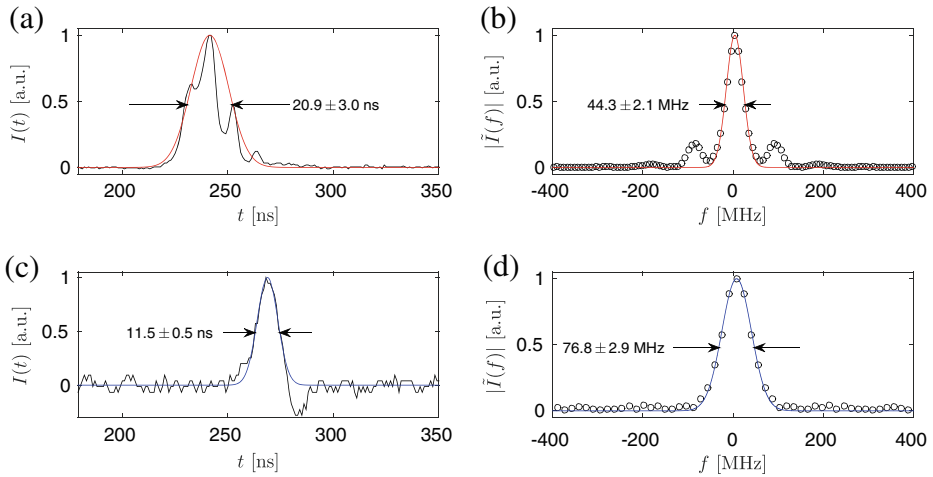 (a)
I(t) [a.u.]
1
0.5
0
20.9 ± 3.0 ns
200 250 300 350
t [ns]
(b)
|Ĩ(f)| [a.u.]
1
0.5
0
44.3 ± 2.1 MHz
-400 -200 0 200 400
f [MHz]
(c)
I(t) [a.u.]
1
0.5
0
11.5 ± 0.5 ns
200 250 300 350
t [ns]
(d)
|Ĩ(f)| [a.u.]
1
0.5
0
76.8 ± 2.9 MHz
-400 -200 0 200 400
f [MHz]